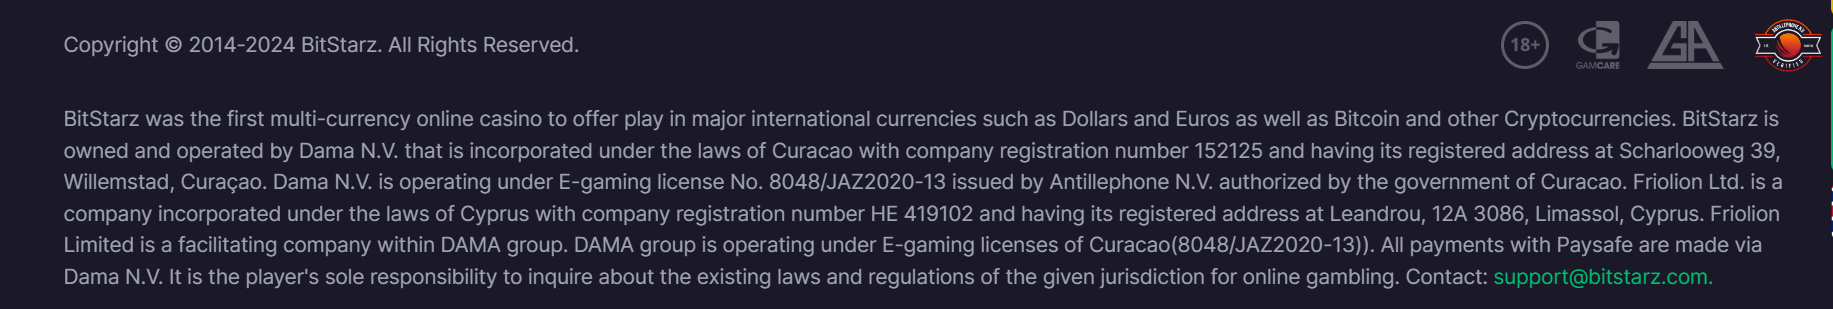 Copyright © 2014-2024 BitStarz. All Rights Reserved.
18+
GAMCARE
GA
VERIFIED
BitStarz was the first multi-currency online casino to offer play in major international currencies such as Dollars and Euros as well as Bitcoin and other Cryptocurrencies. BitStarz is
owned and operated by Dama N.V. that is incorporated under the laws of Curacao with company registration number 152125 and having its registered address at Scharlooweg 39,
Willemstad, Curaçao. Dama N.V. is operating under E-gaming license No. 8048/JAZ2020-13 issued by Antillephone N.V. authorized by the government of Curacao. Friolion Ltd. is a
company incorporated under the laws of Cyprus with company registration number HE 419102 and having its registered address at Leandrou, 12A 3086, Limassol, Cyprus. Friolion
Limited is a facilitating company within DAMA group. DAMA group is operating under E-gaming licenses of Curacao(8048/JAZ2020-13)). All payments with Paysafe are made via
Dama N.V. It is the player's sole responsibility to inquire about the existing laws and regulations of the given jurisdiction for online gambling. Contact: support@bitstarz.com.